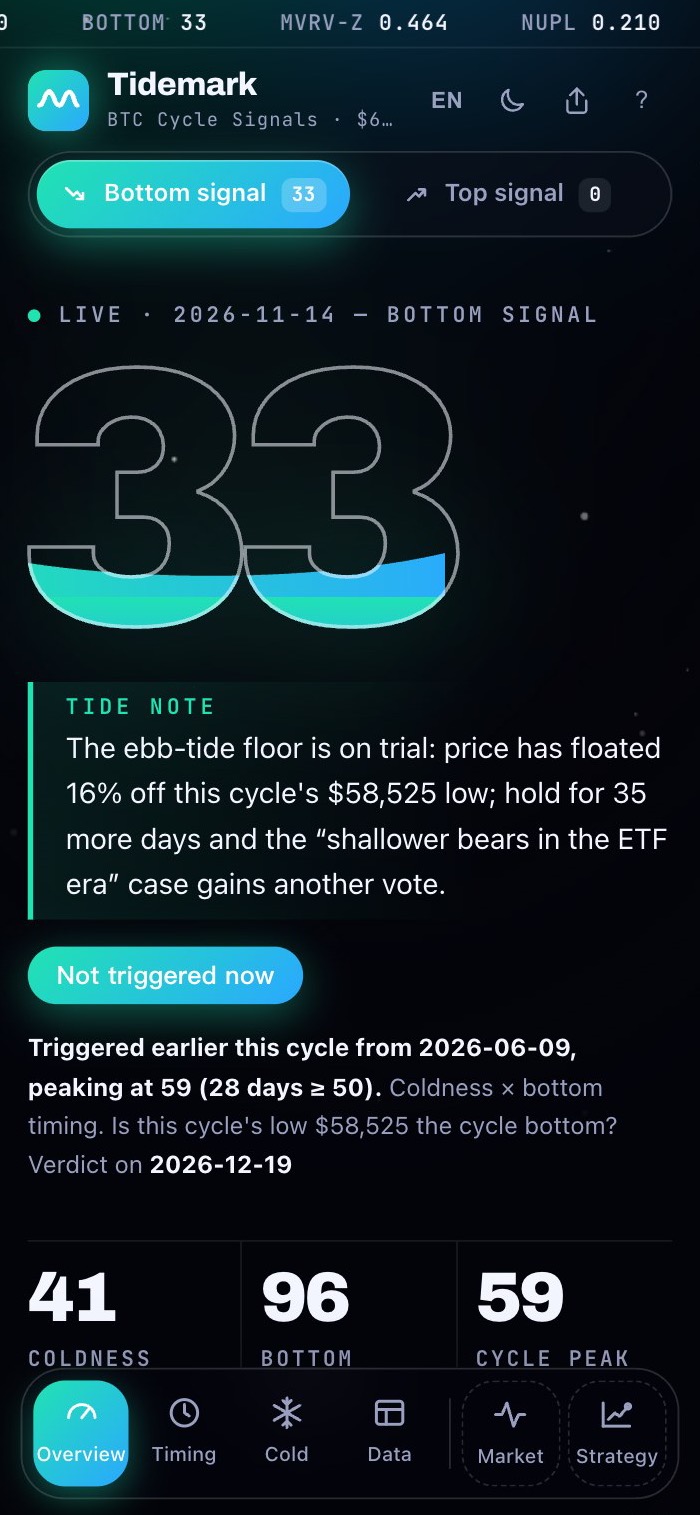 0 BOTTOM 33 MVRV-Z 0.464 NUPL 0.210
Tidemark
BTC Cycle Signals · $6…
EN
?
Bottom signal 33
Top signal 0
LIVE · 2026-11-14 — BOTTOM SIGNAL
33
TIDE NOTE
The ebb-tide floor is on trial: price has floated
16% off this cycle's $58,525 low; hold for 35
more days and the “shallower bears in the ETF
era” case gains another vote.
Not triggered now
Triggered earlier this cycle from 2026-06-09,
peaking at 59 (28 days ≥ 50). Coldness × bottom
timing. Is this cycle's low $58,525 the cycle bottom?
Verdict on 2026-12-19
41 96 59
COLDNESS BOTTOM CYCLE PEAK
Overview Timing Cold Data Market Strategy